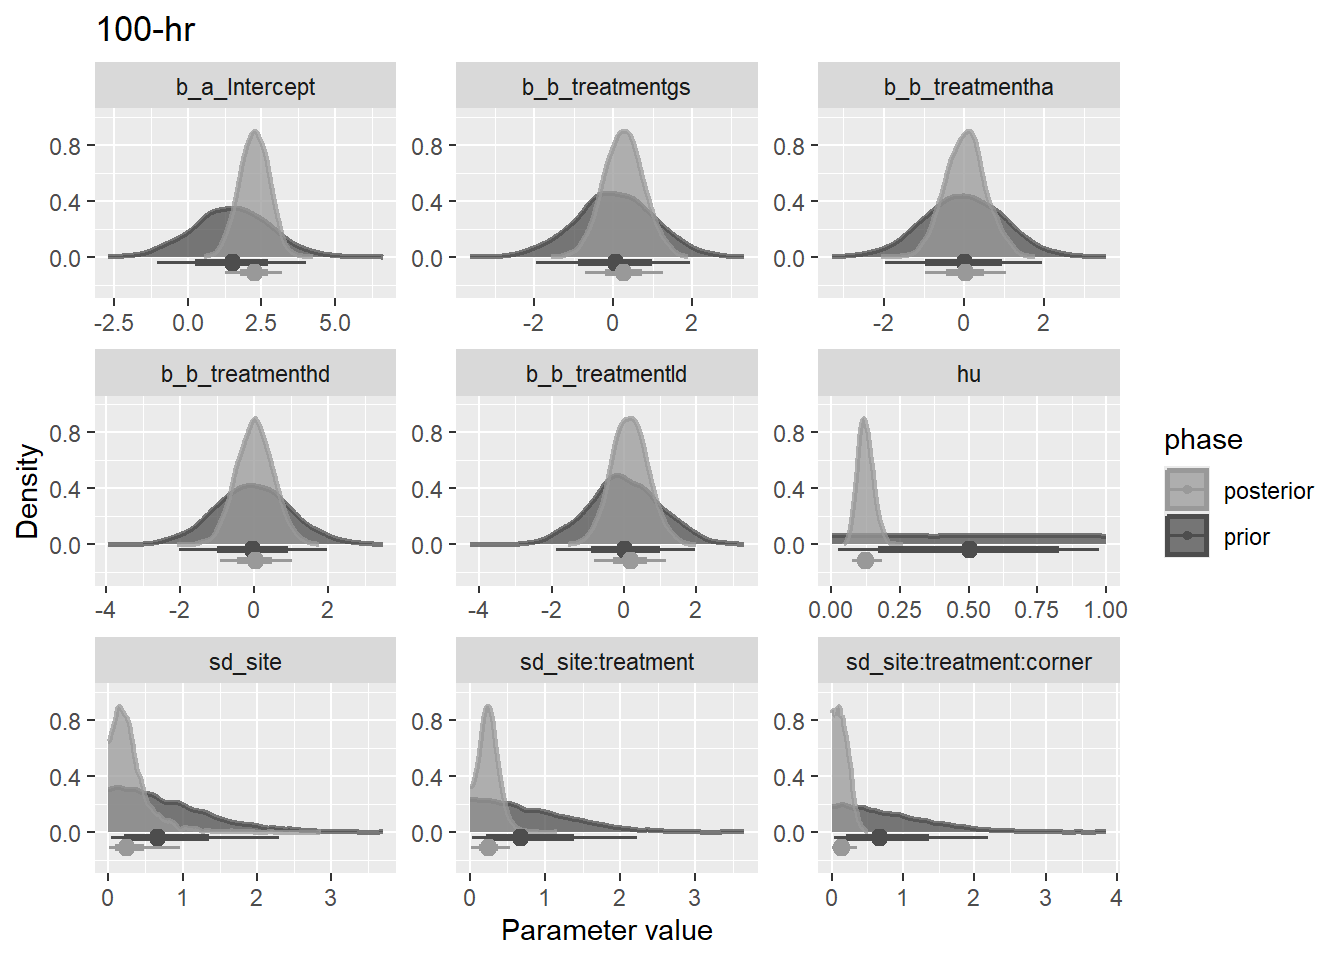 100-hr
b_a_Intercept
b_b_treatmentgs
b_b_treatmentha
0.8
0.4
0.0
0.8
0.4
0.0
0.8
0.4
0.0
-2.5 0.0 2.5 5.0
-2 0 2
-2 0 2
b_b_treatmenthd
b_b_treatmentld
hu
0.8
0.4
0.0
0.8
0.4
0.0
0.8
0.4
0.0
-4 -2 0 2
-4 -2 0 2
0.00 0.25 0.50 0.75 1.00
sd_site
sd_site:treatment
sd_site:treatment:corner
0.8
0.4
0.0
0.8
0.4
0.0
0.8
0.4
0.0
0 1 2 3
0 1 2 3
0 1 2 3 4
Density
Parameter value
phase
posterior
prior